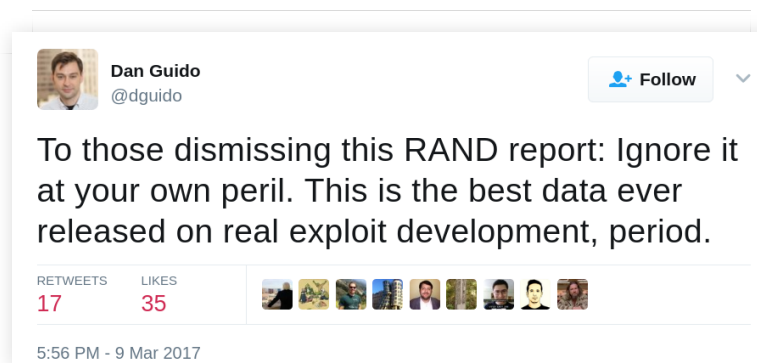 Dan Guido
@dguido
Follow
To those dismissing this RAND report: Ignore it
at your own peril. This is the best data ever
released on real exploit development, period.
RETWEETS LIKES
17 35
5:56 PM - 9 Mar 2017